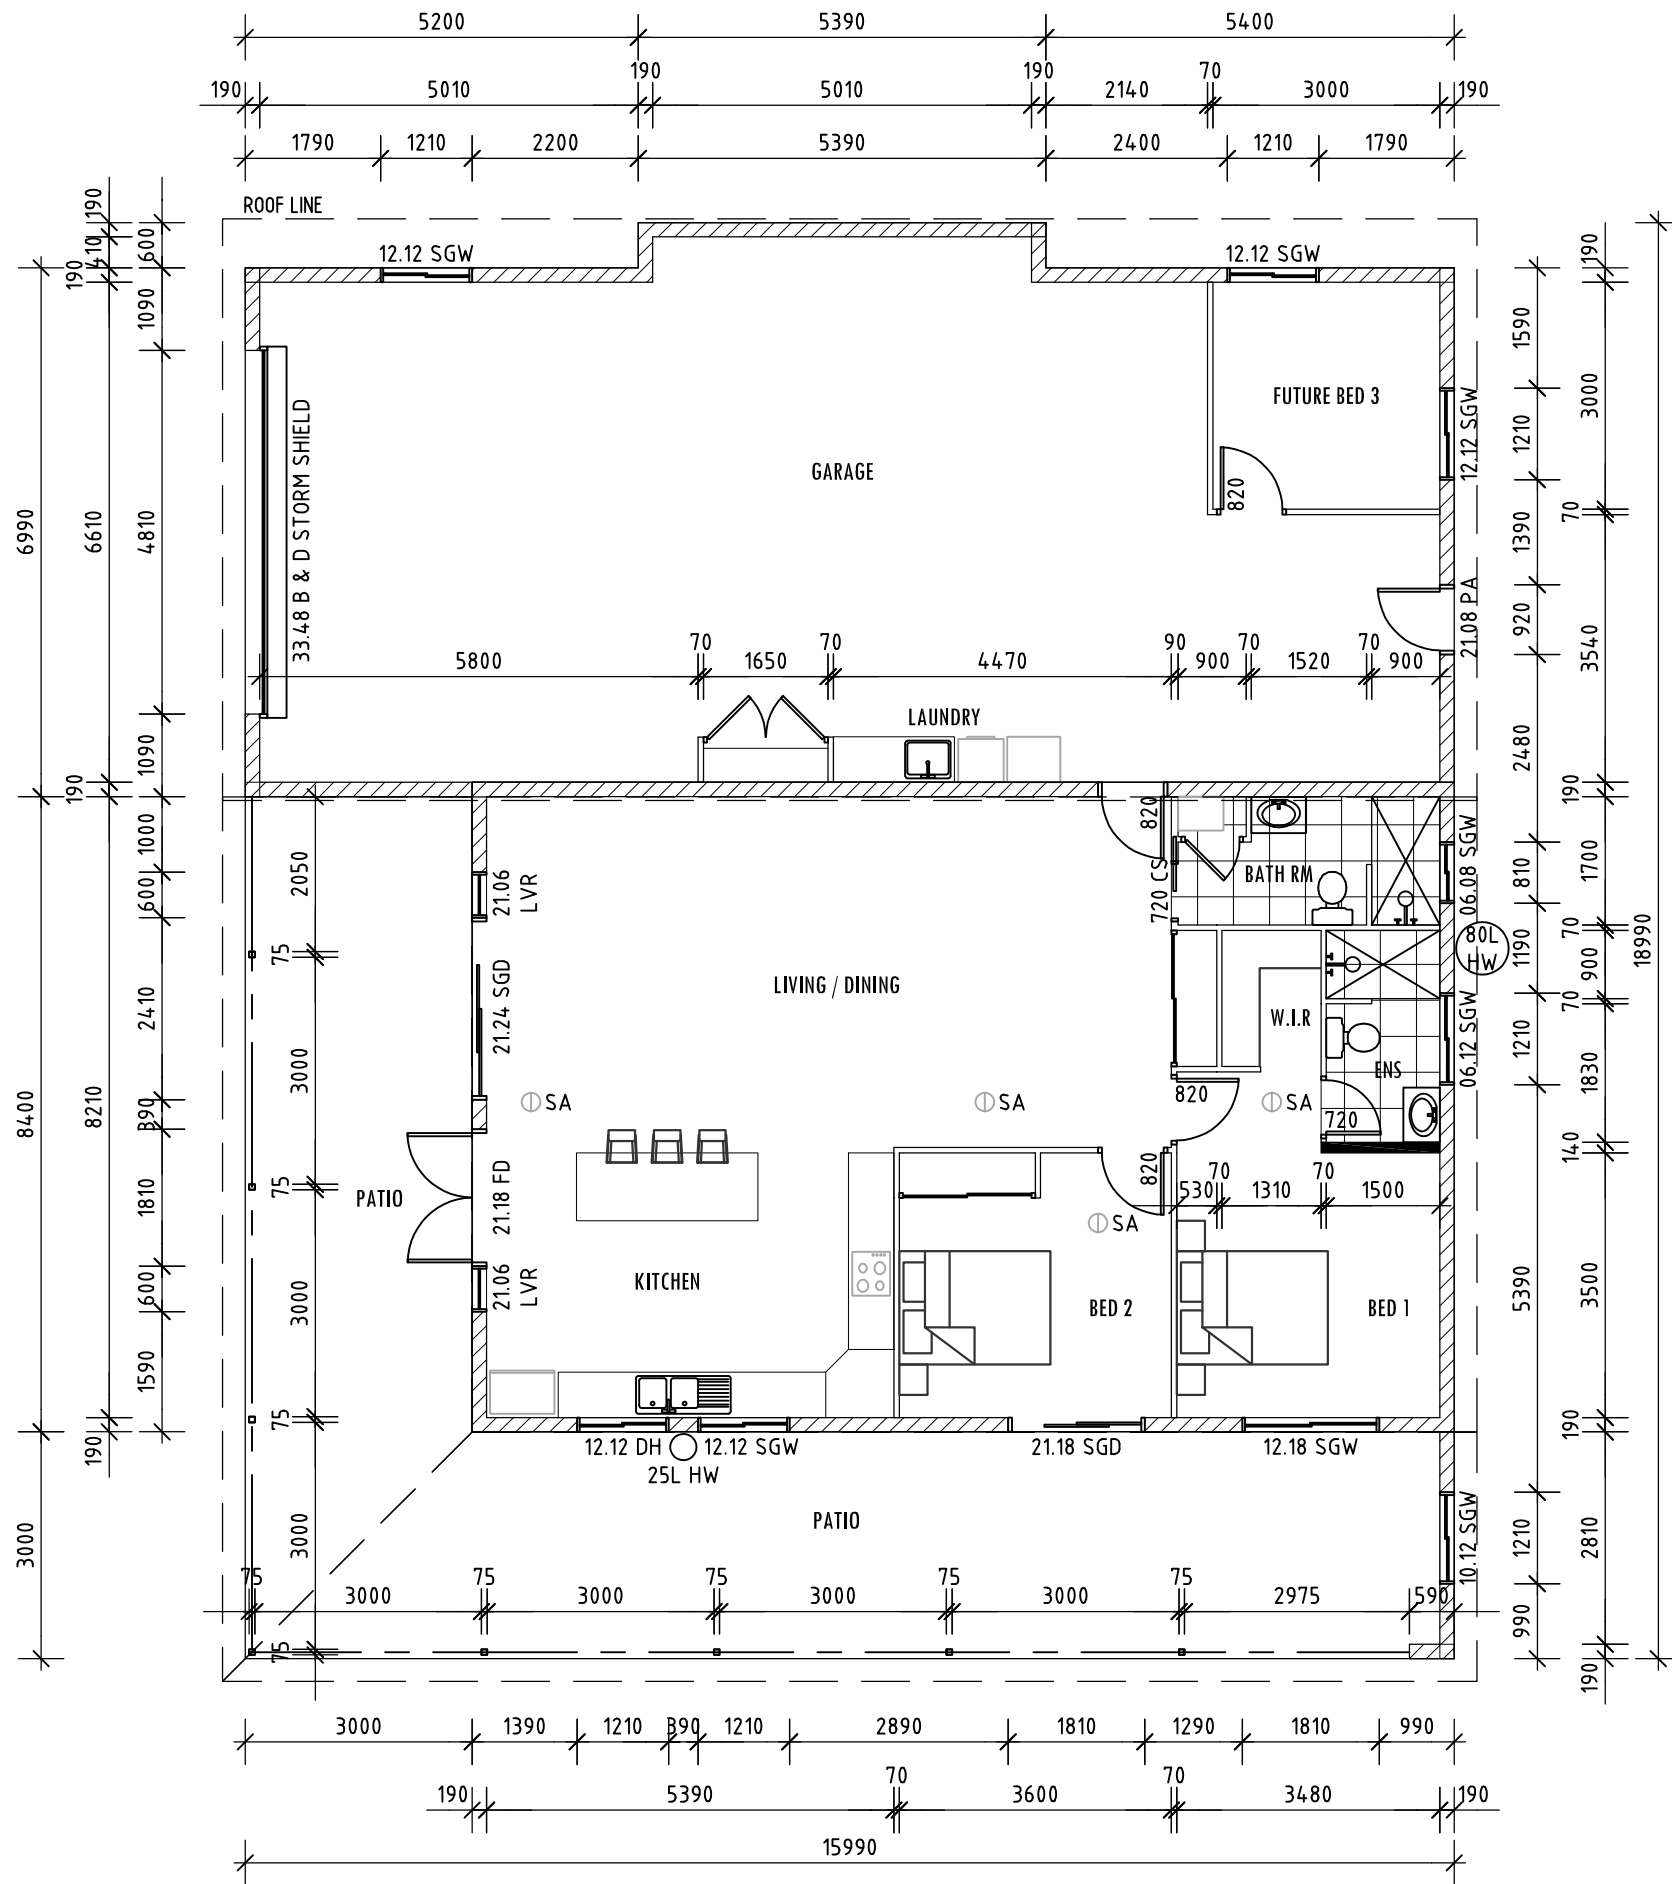 5200 5390 5400
190 5010 190 5010 190 2140 70 3000 190
1790 1210 2200 5390 2400 1210 1790
ROOF LINE
12.12 SGW 12.12 SGW
190 410 190 600
6990 6610 1090 4810 1090 190
33.48 B & D STORM SHIELD
GARAGE
FUTURE BED 3
820
12.12 SGW
21.08 PA
1590 1210 1390 920 2480
190 3000 70 3540 190
18990
5800 70 1650 70 4470 90 900 70 1520 70 900
LAUNDRY
820
720 CS
BATH RM
06.08 SGW
80L
HW
06.12 SGW
810 1190 1210 5390
1700 70 900 70 1830 140 3500 190
8400 8210 1000 600 2410 390 1810 600 1590 190
2050 75 3000 75 3000 75 3000 75
21.06
LVR
21.24 SGD
LIVING / DINING
W.I.R
ENS
SA SA SA
820
720
21.18 FD
PATIO
820
530 70 1310 70 1500
SA
21.06
LVR
KITCHEN
BED 2
BED 1
12.12 DH 12.12 SGW 21.18 SGD 12.18 SGW
25L HW
PATIO
10.12 SGW
3000
1210 990
2810 190
75 3000 75 3000 75 3000 75 3000 75 2975 590
3000 1390 1210 390 1210 2890 1810 1290 1810 990
190 5390 70 3600 70 3480 190
15990